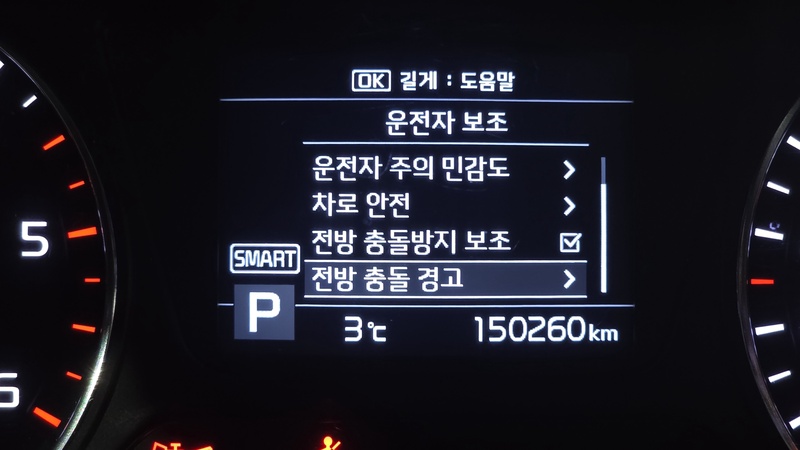 OK 길게 : 도움말
운전자 보조
운전자 주의 민감도
차로 안전
전방 충돌방지 보조
SMART
전방 충돌 경고
P
3℃
150260km
5
6